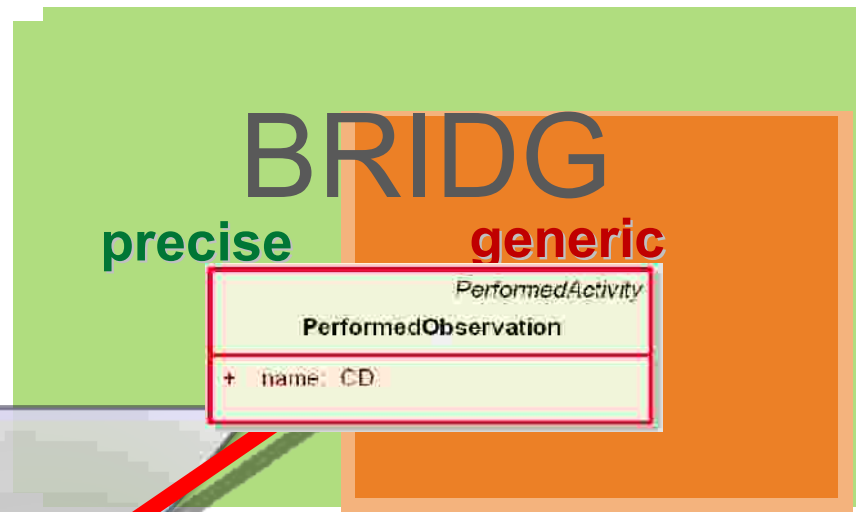 BRIDG
precise generic
PerformedActivity
PerformedObservation
+ name: CD